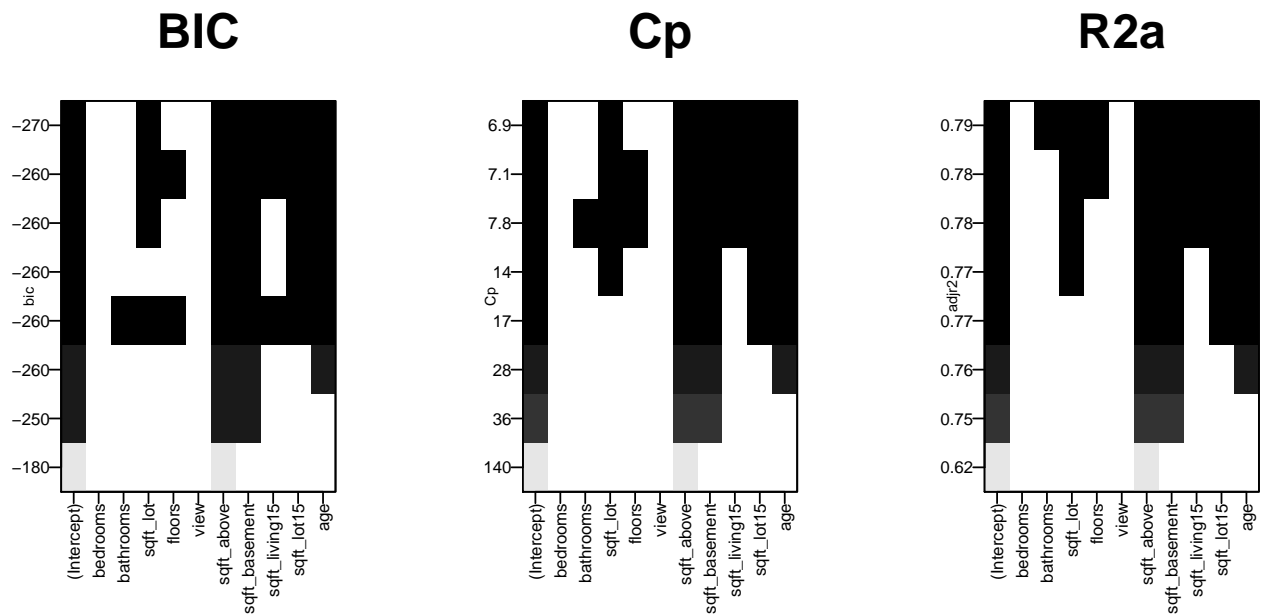 BIC
−270
−260
−260
−260
−260
−260
−250
−180
bic
(Intercept)
bedrooms
bathrooms
sqft_lot
floors
view
sqft_above
sqft_basement
sqft_living15
sqft_lot15
age
Cp
6.9
7.1
7.8
14
17
28
36
140
Cp
(Intercept)
bedrooms
bathrooms
sqft_lot
floors
view
sqft_above
sqft_basement
sqft_living15
sqft_lot15
age
R2a
0.79
0.78
0.78
0.77
0.77
0.76
0.75
0.62
adjr2
(Intercept)
bedrooms
bathrooms
sqft_lot
floors
view
sqft_above
sqft_basement
sqft_living15
sqft_lot15
age